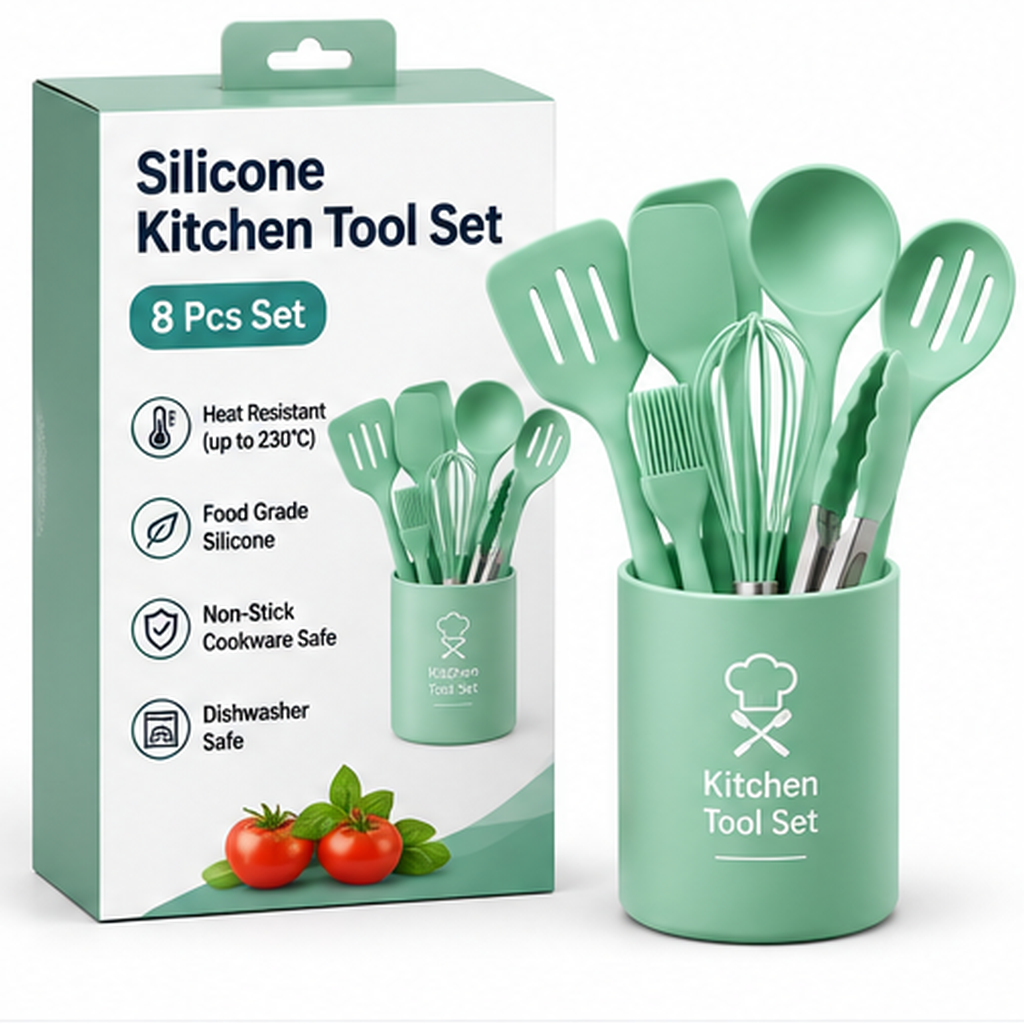 Silicone
Kitchen Tool Set
8 Pcs Set
Heat Resistant
(up to 230°C)
Food Grade
Silicone
Non-Stick
Cookware Safe
Dishwasher
Safe
Kitchen
Tool Set
Kitchen
Tool Set